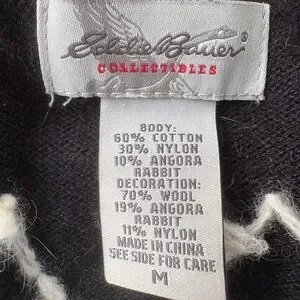 Eddie Bauer®
COLLECTIBLES
BODY:
60% COTTON
30% NYLON
10% ANGORA
RABBIT
DECORATION:
70% WOOL
19% ANGORA
RABBIT
11% NYLON
MADE IN CHINA
SEE SIDE FOR CARE
M